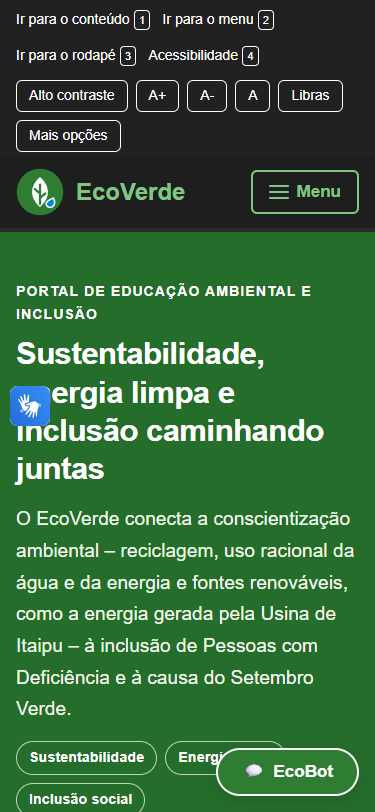 Ir para o conteúdo 1 Ir para o menu 2
Ir para o rodapé 3 Acessibilidade 4
Alto contraste A+ A- A Libras
Mais opções
EcoVerde Menu
PORTAL DE EDUCAÇÃO AMBIENTAL E
INCLUSÃO
Sustentabilidade,
energia limpa e
inclusão caminhando
juntas
O EcoVerde conecta a conscientização
ambiental – reciclagem, uso racional da
água e da energia e fontes renováveis,
como a energia gerada pela Usina de
Itaipu – à inclusão de Pessoas com
Deficiência e à causa do Setembro
Verde.
Sustentabilidade
EcoBot
Inclusão social